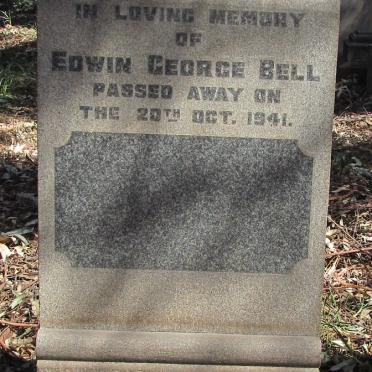 IN LOVING MEMORY
OF
EDWIN GEORGE BELL
PASSED AWAY ON
THE 20TH OCT. 1941.